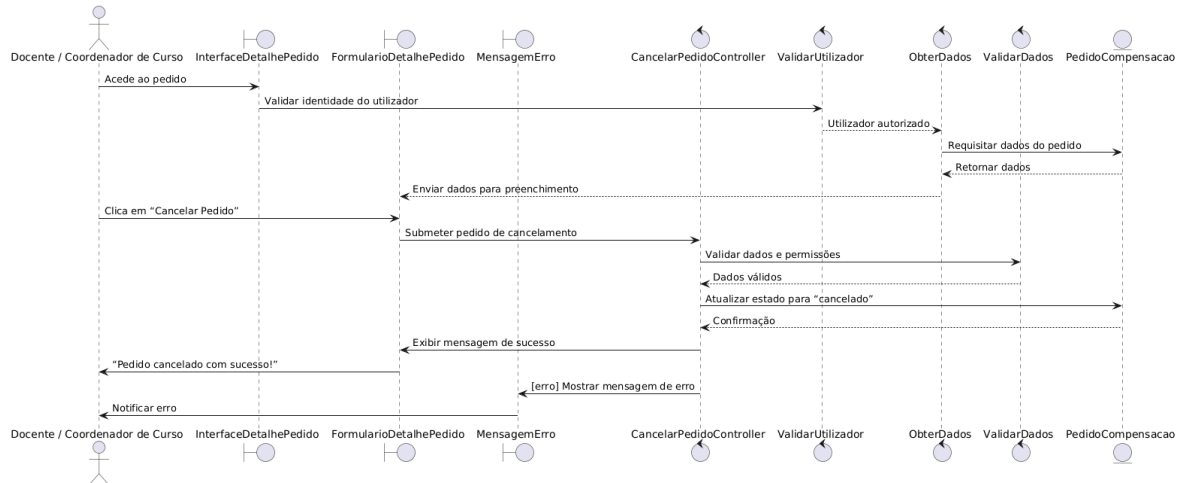 Docente / Coordenador de Curso InterfaceDetalhePedido FormularioDetalhePedido MensagemErro CancelarPedidoController ValidarUtilizador ObterDados ValidarDados PedidoCompensacao
Acede ao pedido
Validar identidade do utilizador
Utilizador autorizado
Requisitar dados do pedido
Retornar dados
Enviar dados para preenchimento
Clica em “Cancelar Pedido”
Submeter pedido de cancelamento
Validar dados e permissões
Dados válidos
Atualizar estado para “cancelado”
Confirmação
Exibir mensagem de sucesso
“Pedido cancelado com sucesso!”
[erro] Mostrar mensagem de erro
Notificar erro
Docente / Coordenador de Curso InterfaceDetalhePedido FormularioDetalhePedido MensagemErro CancelarPedidoController ValidarUtilizador ObterDados ValidarDados PedidoCompensacao